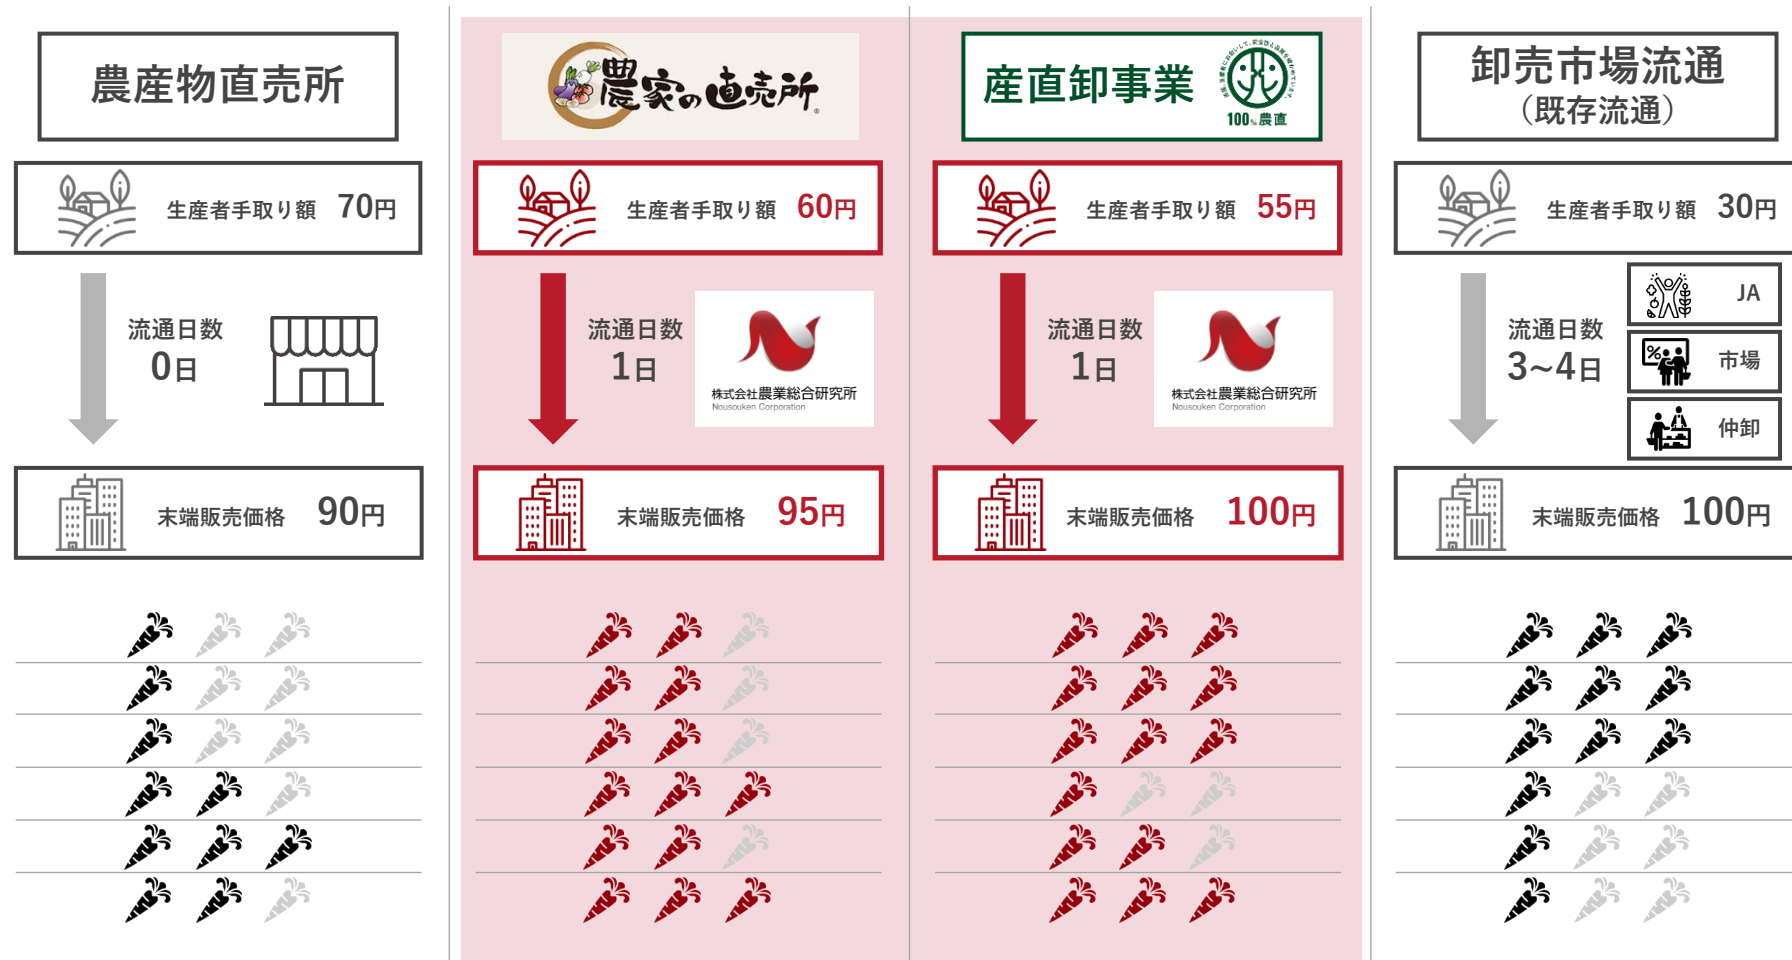 農産物直売所
生産者手取り額 70円
流通日数
0日
末端販売価格 90円
農家の直売所
生産者手取り額 60円
流通日数
1日
株式会社農業総合研究所
Nousouken Corporation
末端販売価格 95円
産直卸事業
100%農直
生産者手取り額 55円
流通日数
1日
株式会社農業総合研究所
Nousouken Corporation
末端販売価格 100円
卸売市場流通
（既存流通）
生産者手取り額 30円
流通日数
3~4日
JA
市場
仲卸
末端販売価格 100円